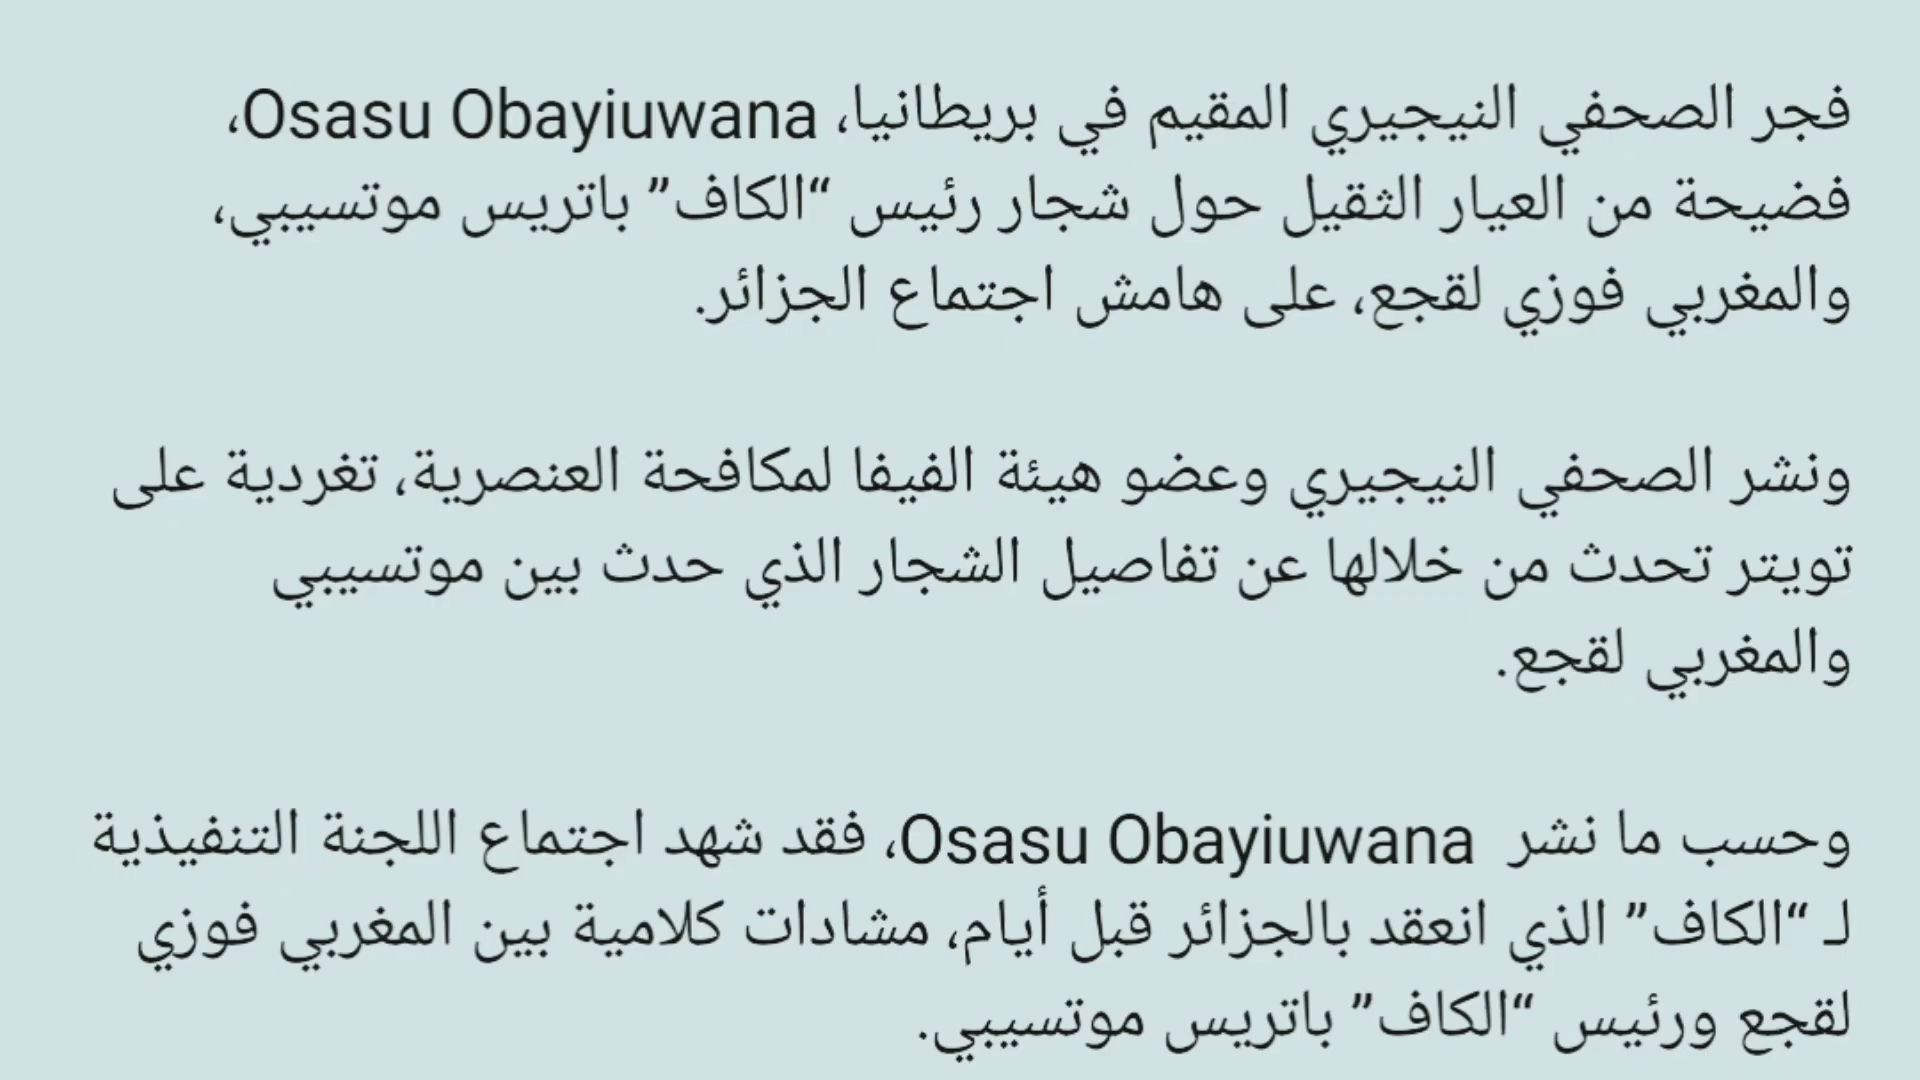 فجر الصحفي النيجيري المقيم في بريطانيا، Osasu Obayiuwana،
فضيحة من العيار الثقيل حول شجار رئيس “الكاف” باتريس موتسيبي،
والمغربي فوزي لقجع، على هامش اجتماع الجزائر.
ونشر الصحفي النيجيري وعضو هيئة الفيفا لمكافحة العنصرية، تغردية على
تويتر تحدث من خلالها عن تفاصيل الشجار الذي حدث بين موتسيبي
والمغربي لقجع.
وحسب ما نشر Osasu Obayiuwana، فقد شهد اجتماع اللجنة التنفيذية
لـ “الكاف” الذي انعقد بالجزائر قبل أيام، مشادات كلامية بين المغربي فوزي
لقجع ورئيس “الكاف” باتريس موتسيبي.